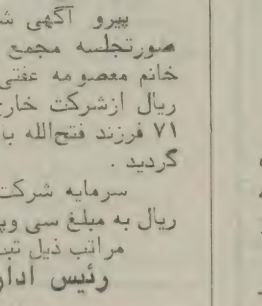 پیرو آگهی ش
صورتجلسه مجمع
خانم معصومه عفتی
ریال ازشرکت خارج
۷۱ فرزند فتح‌الله با
گردید .
سرمایه شرکت
ریال به مبلغ سی وپ
مراتب ذیل تب
رئیس ادار